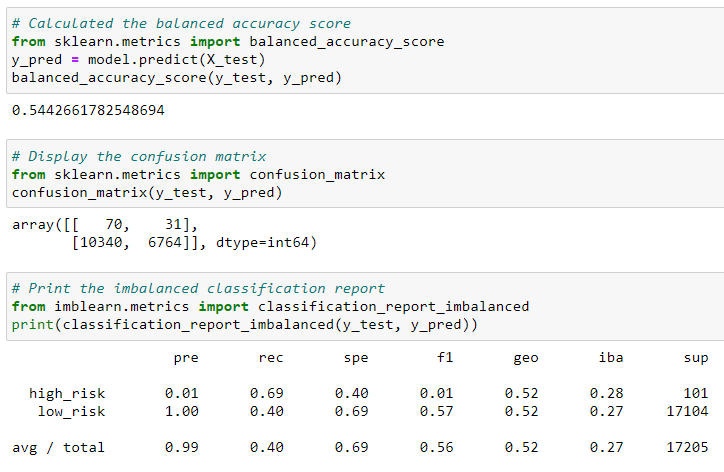 # Calculated the balanced accuracy score
from sklearn.metrics import balanced_accuracy_score
y_pred = model.predict(X_test)
balanced_accuracy_score(y_test, y_pred)
0.5442661782548694
# Display the confusion matrix
from sklearn.metrics import confusion_matrix
confusion_matrix(y_test, y_pred)
array([[   70,    31],
       [10340,  6764]], dtype=int64)
# Print the imbalanced classification report
from imblearn.metrics import classification_report_imbalanced
print(classification_report_imbalanced(y_test, y_pred))
                   pre       rec       spe        f1       geo       iba       sup
  high_risk       0.01      0.69      0.40      0.01      0.52      0.28       101
   low_risk       1.00      0.40      0.69      0.57      0.52      0.27     17104
avg / total       0.99      0.40      0.69      0.56      0.52      0.27     17205